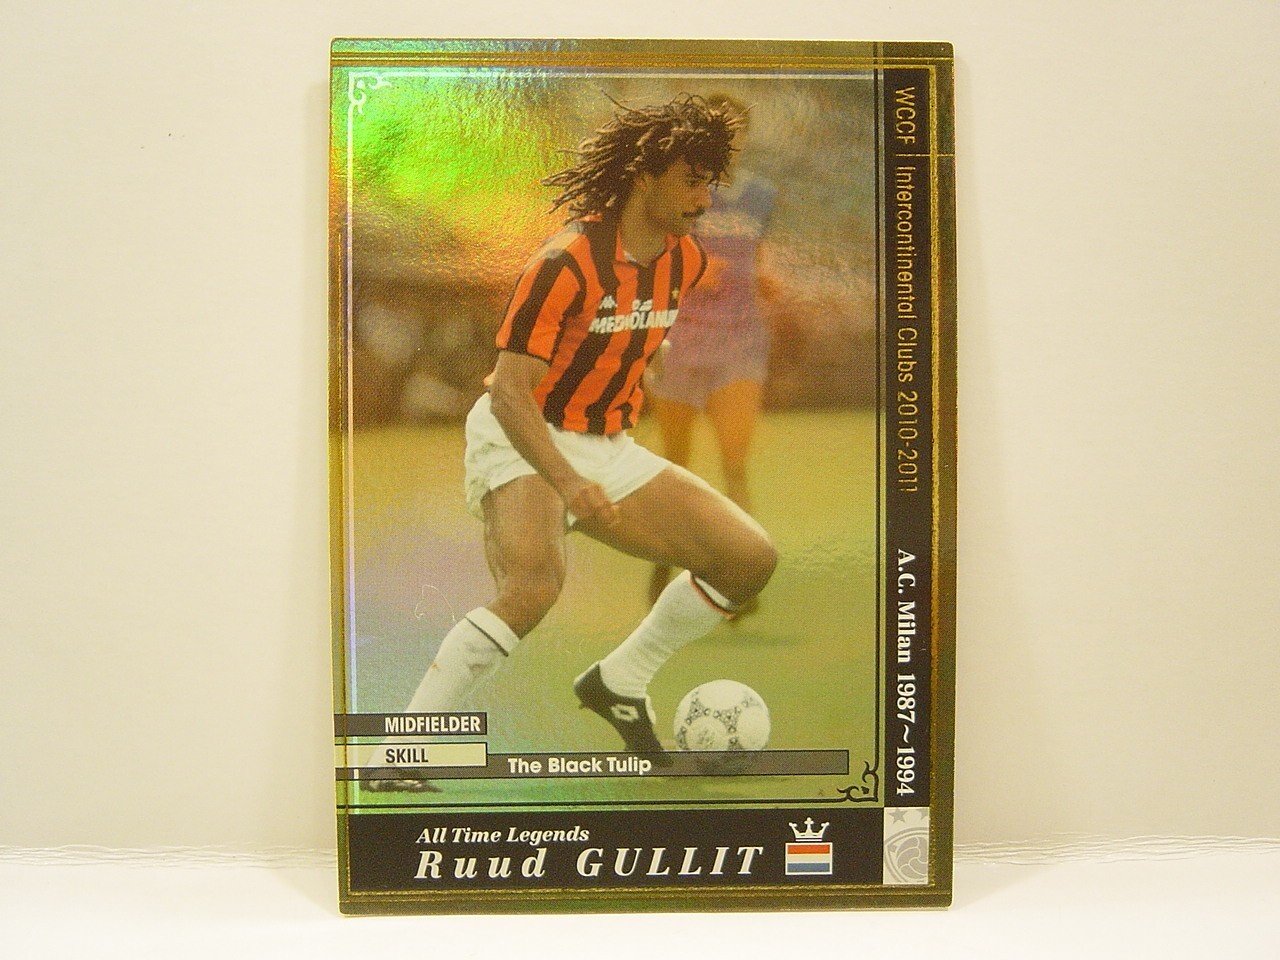 WCCF | Intercontinental Clubs 2010-2011
A.C. Milan 1987~1994
MEDIOLANUM
MIDFIELDER
SKILL
The Black Tulip
All Time Legends
Ruud GULLIT